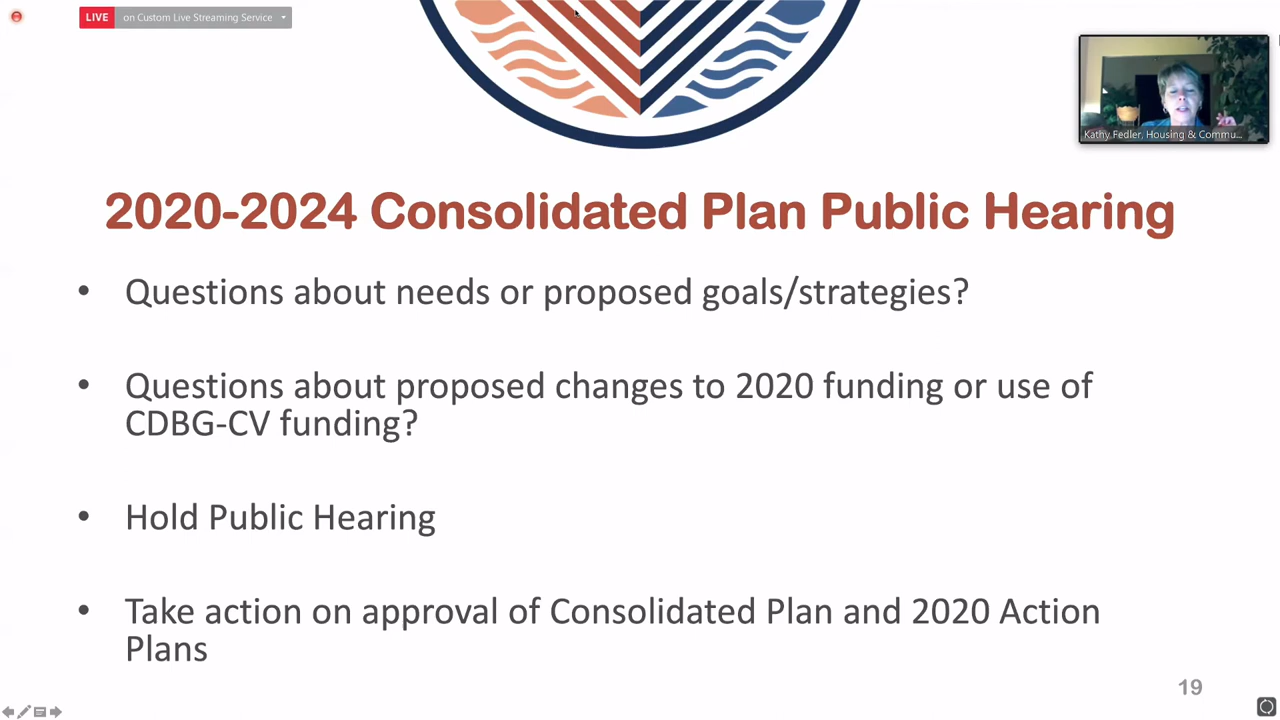 LIVE on Custom Live Streaming Service
Kathy Fedler, Housing & Commu...
2020-2024 Consolidated Plan Public Hearing
• Questions about needs or proposed goals/strategies?
• Questions about proposed changes to 2020 funding or use of
CDBG-CV funding?
• Hold Public Hearing
• Take action on approval of Consolidated Plan and 2020 Action
Plans
19